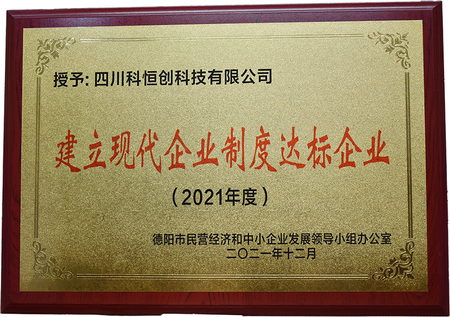 授予:四川科恒创科技有限公司
建立现代企业制度达标企业
(2021年度)
德阳市民营经济和中小企业发展领导小组办公室
二〇二一年十二月